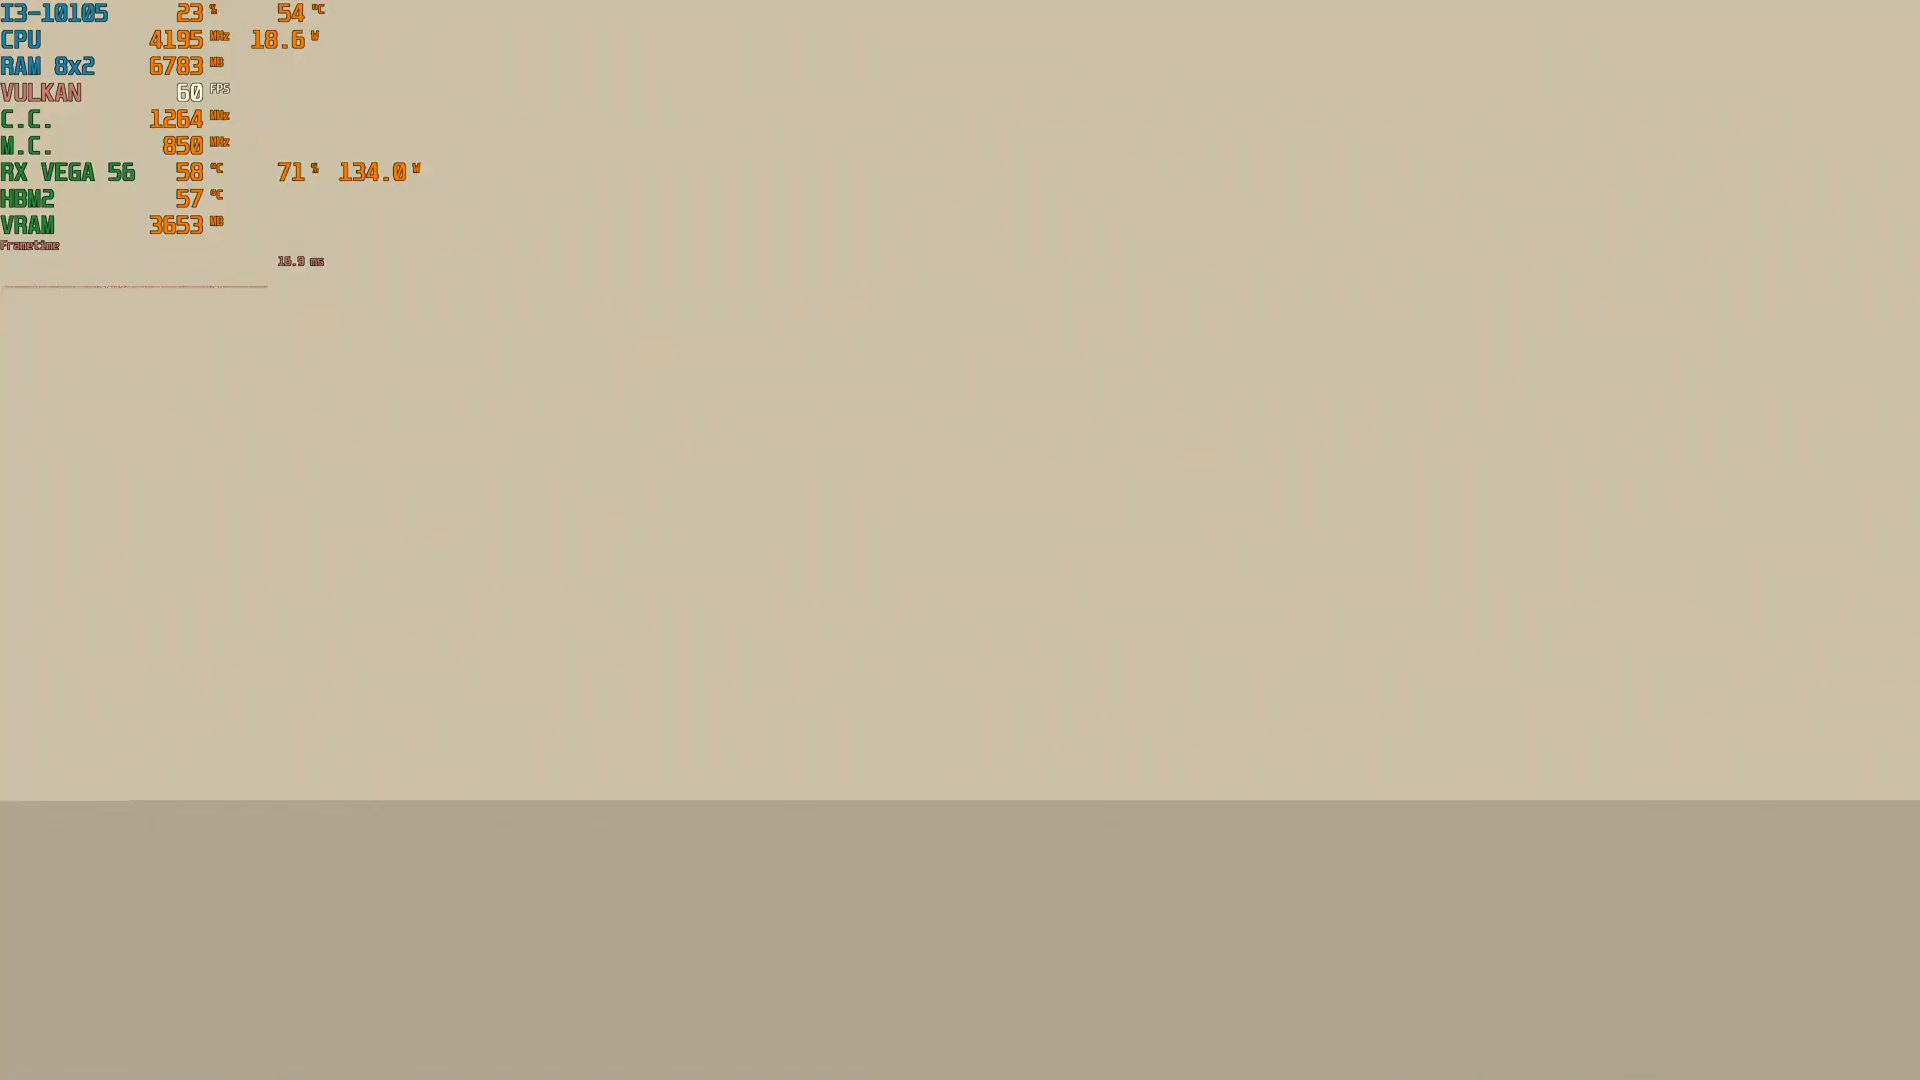 I3-10105 23 % 54 °C
CPU 4195 MHz 18.6 W
RAM 8x2 6783 MB
VULKAN 60 FPS
C.C. 1264 MHz
M.C. 850 MHz
RX VEGA 56 58 °C 71 % 134.0 W
HBM2 57 °C
VRAM 3653 MB
Frametime
16.9 ms